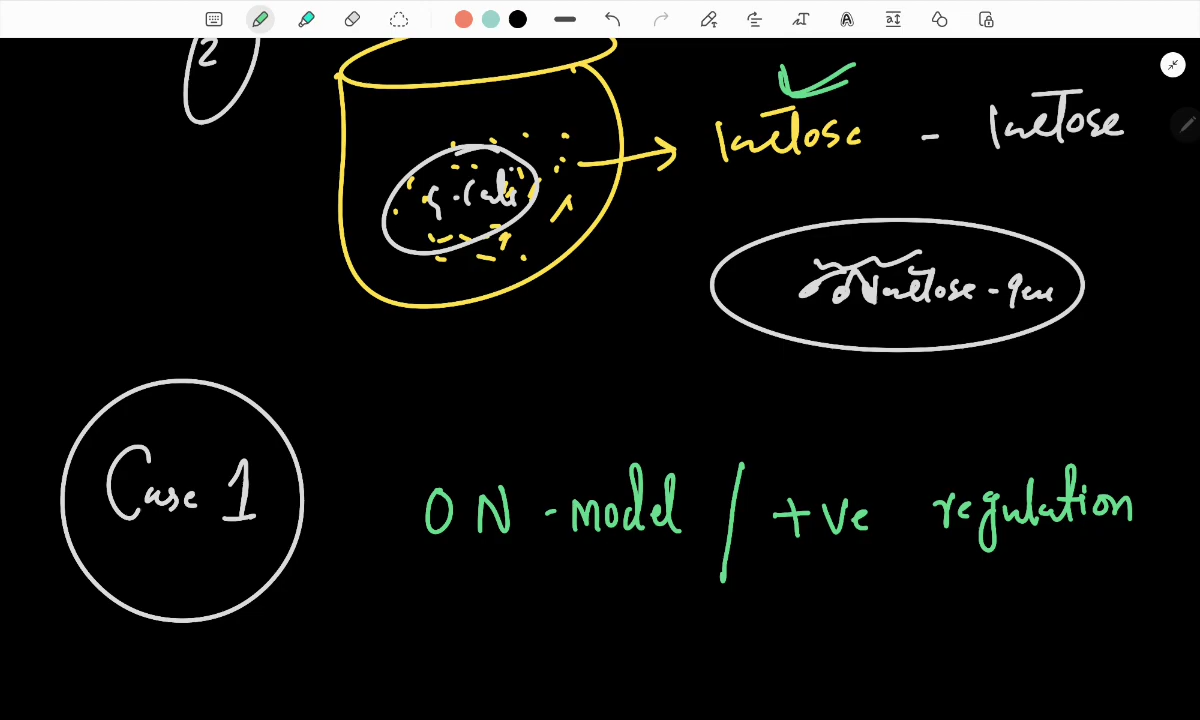 2
lactose - lactose
E-coli
lactose - gene
Case 1
ON - model / +ve regulation